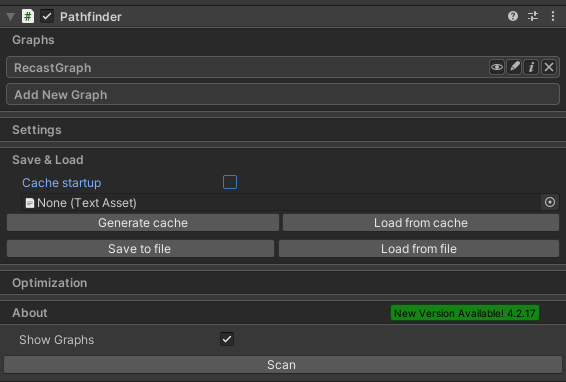 Pathfinder
Graphs
RecastGraph
Add New Graph
Settings
Save & Load
Cache startup
None (Text Asset)
Generate cache
Load from cache
Save to file
Load from file
Optimization
About
New Version Available! 4.2.17
Show Graphs
Scan